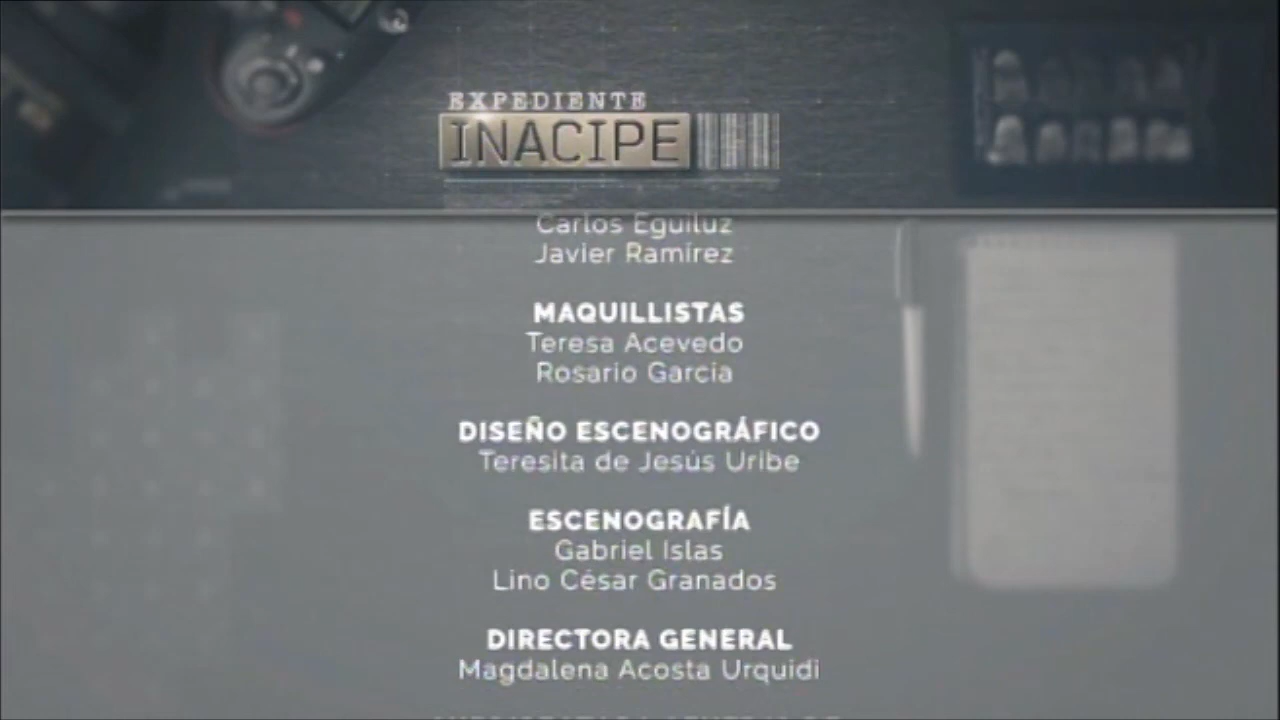 EXPEDIENTE
INACIPE
Carlos Eguiluz
Javier Ramírez
MAQUILLISTAS
Teresa Acevedo
Rosario García
DISEÑO ESCENOGRÁFICO
Teresita de Jesús Uribe
ESCENOGRAFÍA
Gabriel Islas
Lino César Granados
DIRECTORA GENERAL
Magdalena Acosta Urquidi